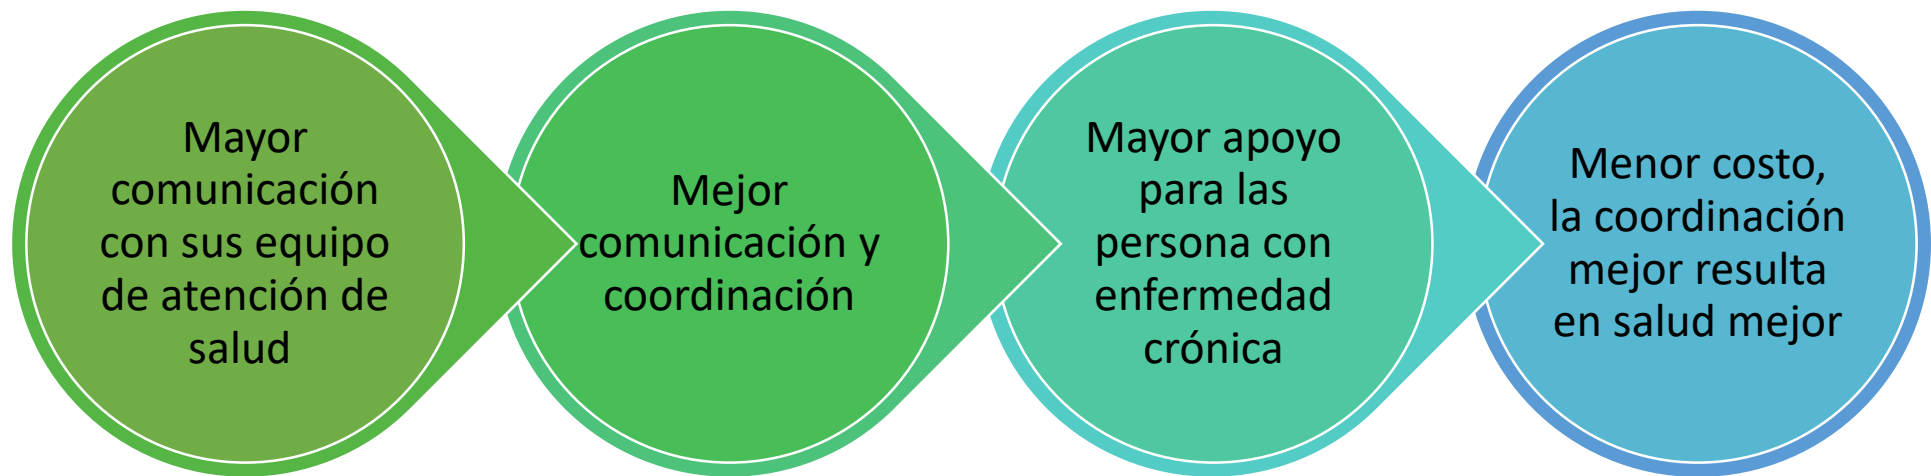 Mayor
comunicación
con sus equipo
de atención de
salud
Mejor
comunicación y
coordinación
Mayor apoyo
para las
persona con
enfermedad
crónica
Menor costo,
la coordinación
mejor resulta
en salud mejor